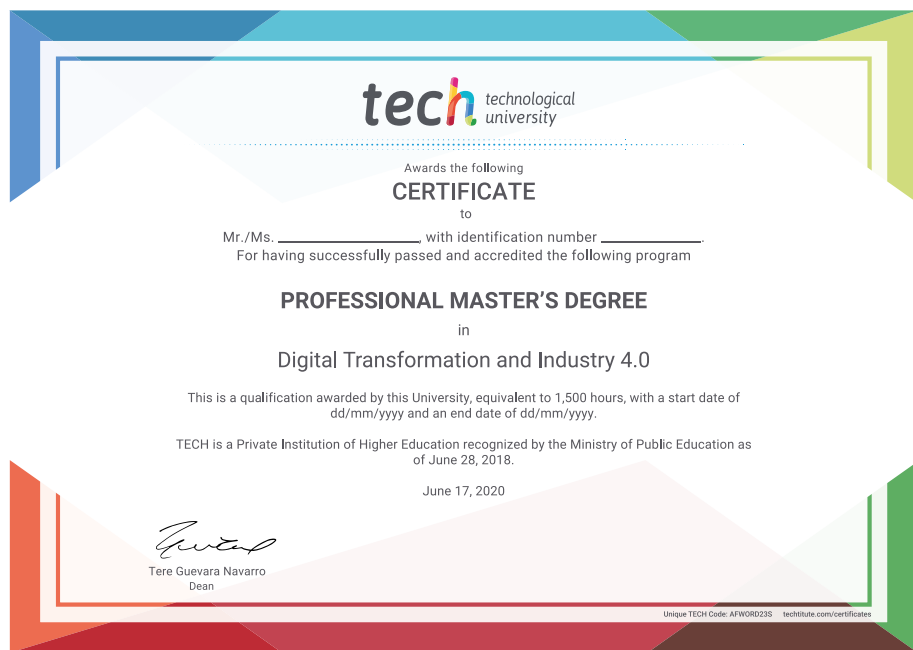 tech technological
university
Awards the following
CERTIFICATE
to
Mr./Ms. ____________________, with identification number ______________.
For having successfully passed and accredited the following program
PROFESSIONAL MASTER'S DEGREE
in
Digital Transformation and Industry 4.0
This is a qualification awarded by this University, equivalent to 1,500 hours, with a start date of
dd/mm/yyyy and an end date of dd/mm/yyyy.
TECH is a Private Institution of Higher Education recognized by the Ministry of Public Education as
of June 28, 2018.
June 17, 2020
Tere Guevara Navarro
Dean
Unique TECH Code: AFWORD23S techtitute.com/certificates